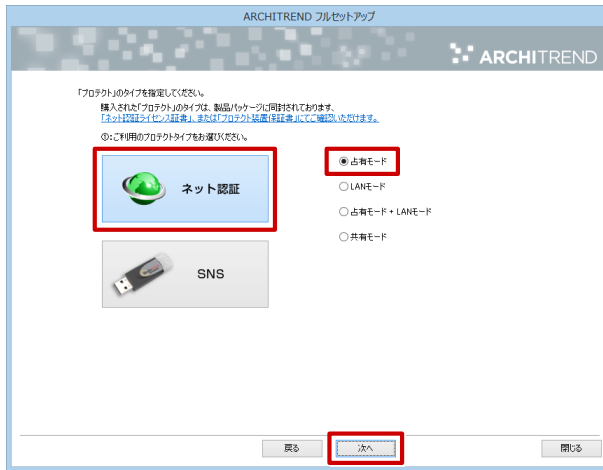 ARCHITREND フルセットアップ
ARCHITREND
「プロテクト」のタイプを指定してください。
購入された「プロテクト」のタイプは、製品パッケージに同封されております、
「ネット認証ライセンス証書」、または「プロテクト装置保証書」にてご確認いただけます。
①:ご利用のプロテクトタイプをお選びください。
ネット認証
占有モード
LANモード
占有モード + LANモード
共有モード
SNS
戻る
次へ
閉じる